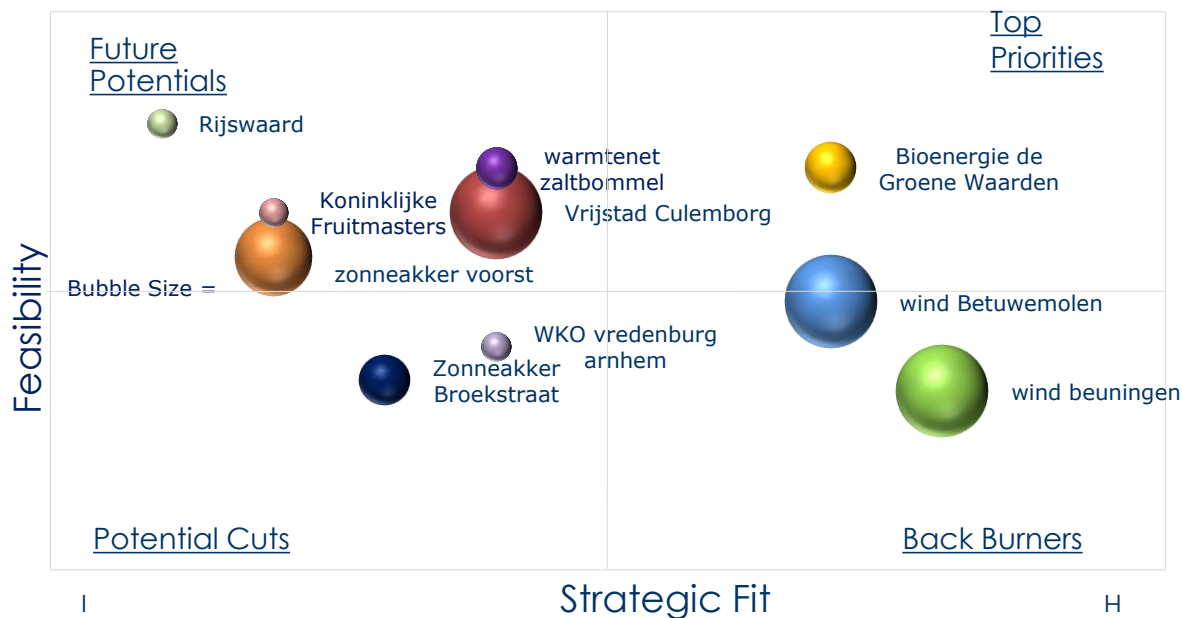 Future
Potentials
Top
Priorities
Rijswaard
warmtenet
zaltbommel
Bioenergie de
Groene Waarden
Koninklijke
Fruitmasters
Vrijstad Culemborg
zonneakker voorst
Bubble Size =
wind Betuwemolen
Feasibility
WKO vredenburg
arnhem
Zonneakker
Broekstraat
wind beuningen
Potential Cuts
Back Burners
l
Strategic Fit
H